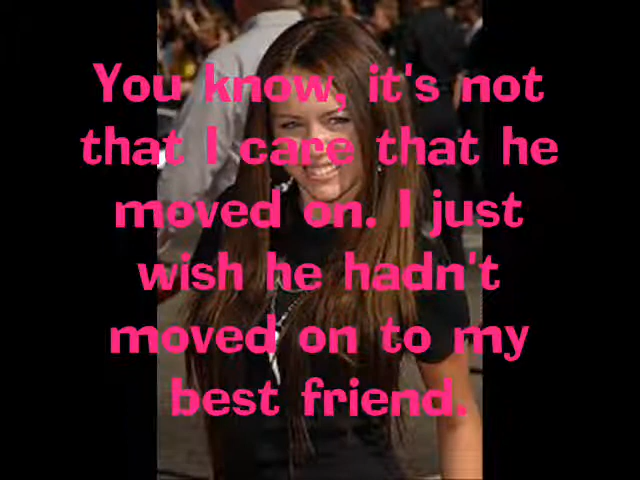 You know, it's not
that I care that he
moved on. I just
wish he hadn't
moved on to my
best friend.